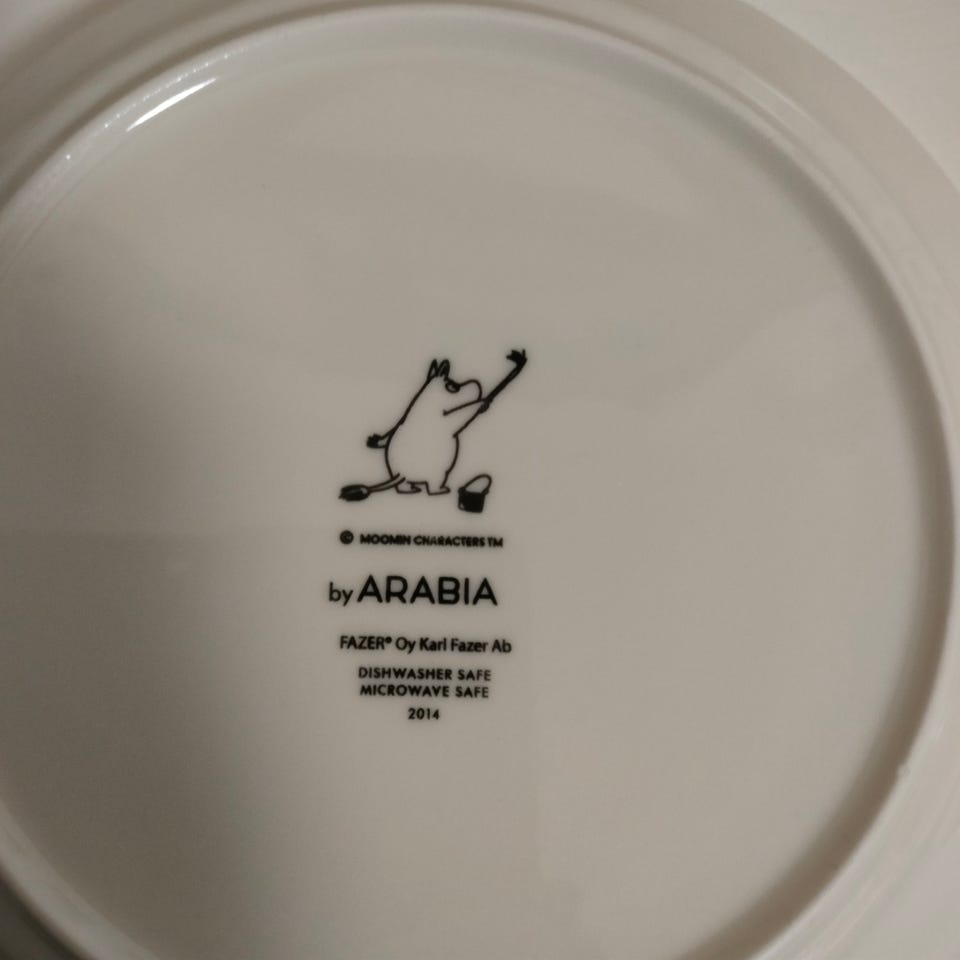 © MOOMIN CHARACTERS TM
by ARABIA
FAZER® Oy Karl Fazer Ab
DISHWASHER SAFE
MICROWAVE SAFE
2014